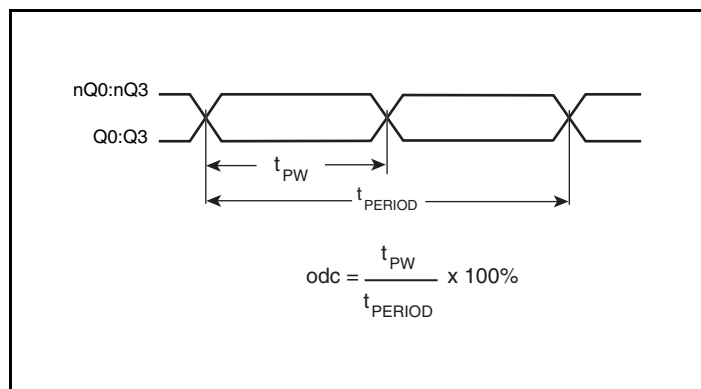 nQ0:nQ3
Q0:Q3
tPW
tPERIOD
odc = tPW / tPERIOD x 100%